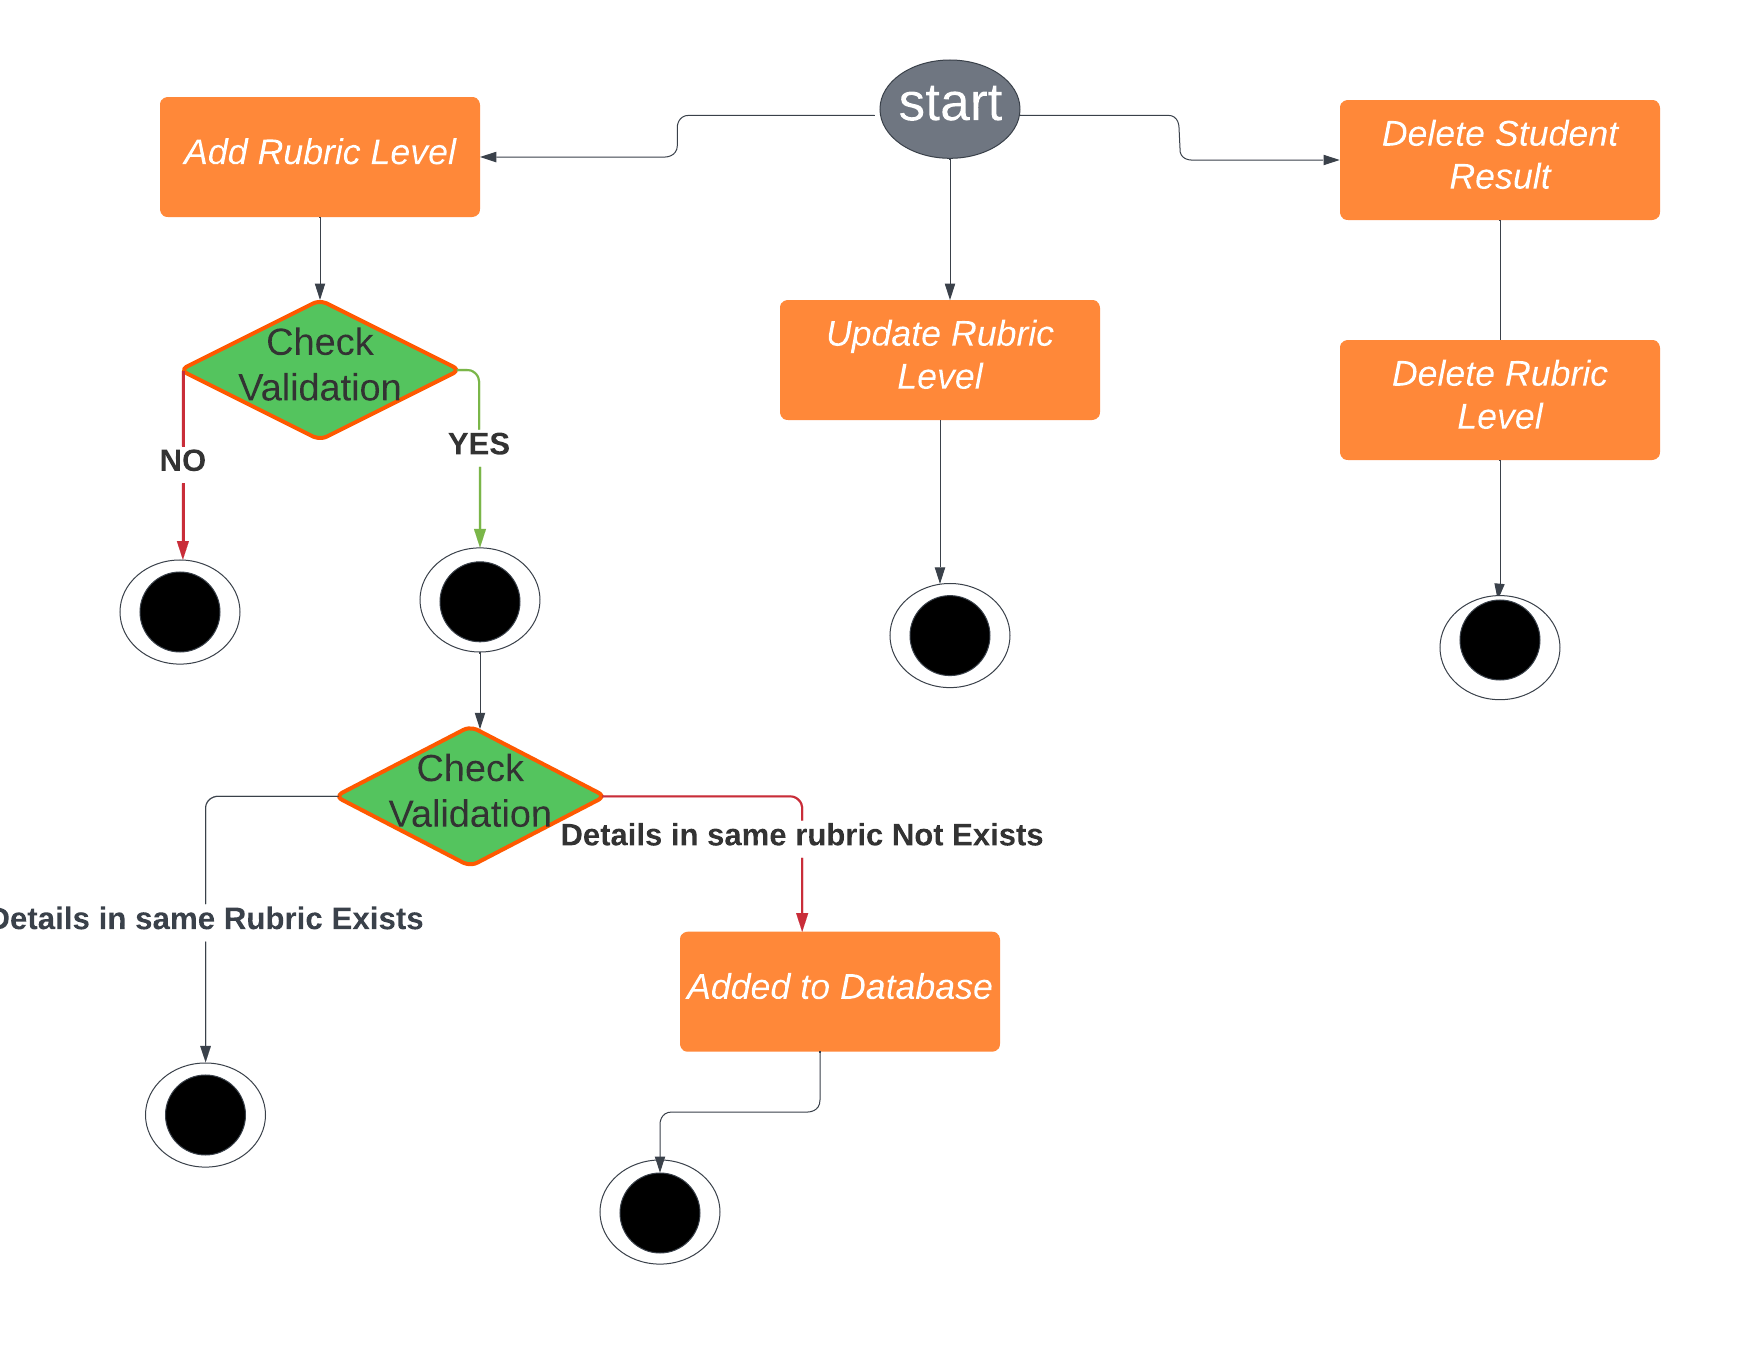 start
Add Rubric Level
Delete Student
Result
Check
Validation
Update Rubric
Level
Delete Rubric
Level
NO
YES
Check
Validation
Details in same rubric Not Exists
Details in same Rubric Exists
Added to Database